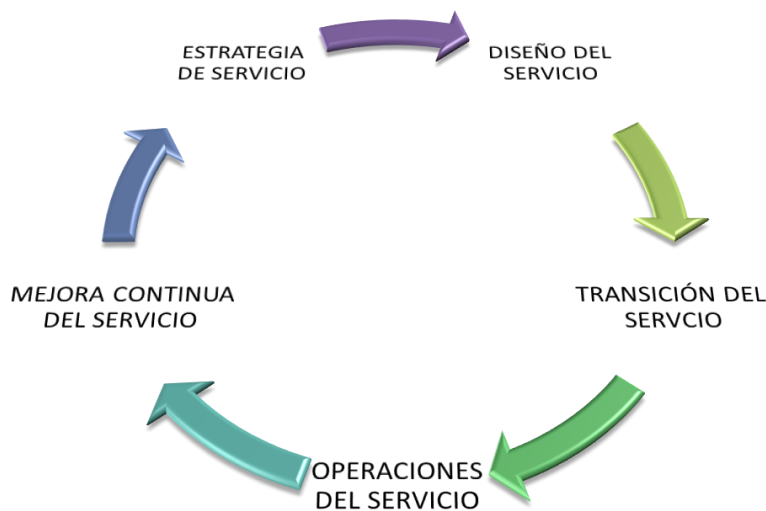 ESTRATEGIA
DE SERVICIO
DISEÑO DEL
SERVICIO
TRANSICIÓN DEL
SERVCIO
OPERACIONES
DEL SERVICIO
MEJORA CONTINUA
DEL SERVICIO